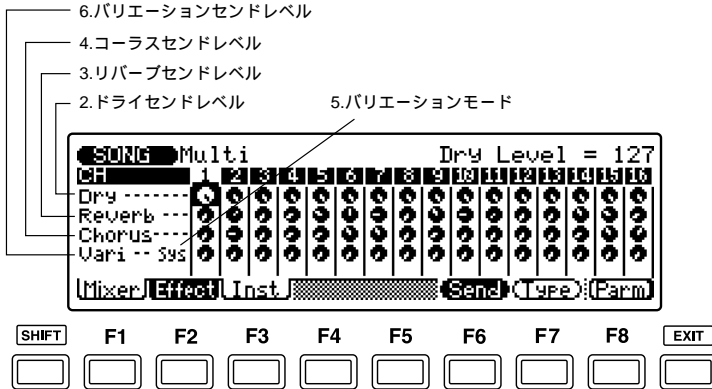 6.バリエーションセンドレベル
4.コーラスセンドレベル
3.リバーブセンドレベル
2.ドライセンドレベル
5.バリエーションモード
SONG Multi Dry Level = 127
CH 1 2 3 4 5 6 7 8 9 10 11 12 13 14 15 16
Dry -------
Reverb ---
Chorus----
Vari -- Sys
Mixer Effect Inst Send (Type) (Parm)
SHIFT F1 F2 F3 F4 F5 F6 F7 F8 EXIT